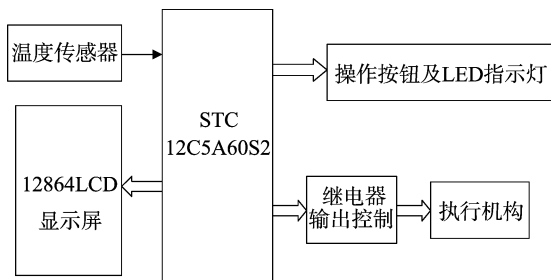 温度传感器
STC
12C5A60S2
操作按钮及LED指示灯
12864LCD
显示屏
继电器
输出控制
执行机构